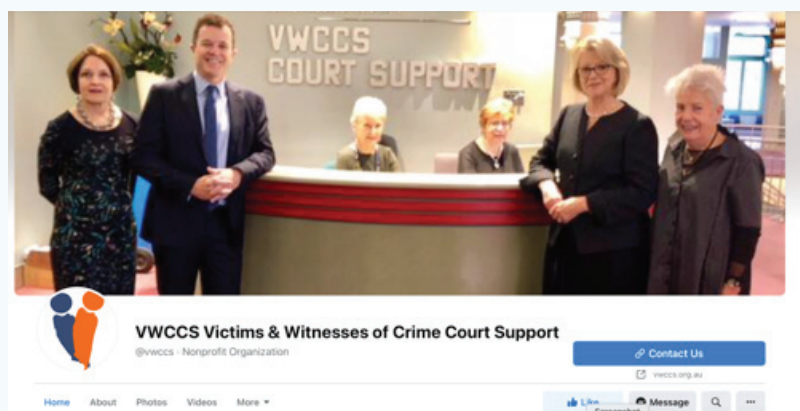 VWCCS
COURT SUPPORT
VWCCS Victims & Witnesses of Crime Court Support
@vwccs · Nonprofit Organization
Contact Us
vwccs.org.au
Home About Photos Videos More
Like Message
Screenshot